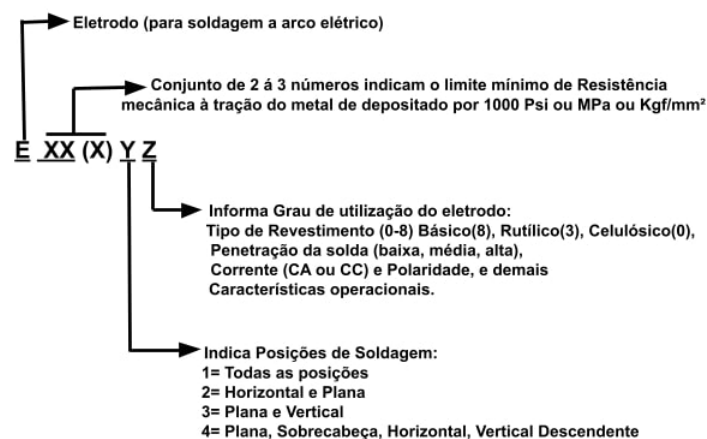 Eletrodo (para soldagem a arco elétrico)
Conjunto de 2 á 3 números indicam o limite mínimo de Resistência
mecânica à tração do metal de depositado por 1000 Psi ou MPa ou Kgf/mm²
E XX (X) Y Z
Informa Grau de utilização do eletrodo:
Tipo de Revestimento (0-8) Básico(8), Rutílico(3), Celulósico(0),
Penetração da solda (baixa, média, alta),
Corrente (CA ou CC) e Polaridade, e demais
Características operacionais.
Indica Posições de Soldagem:
1= Todas as posições
2= Horizontal e Plana
3= Plana e Vertical
4= Plana, Sobrecabeça, Horizontal, Vertical Descendente